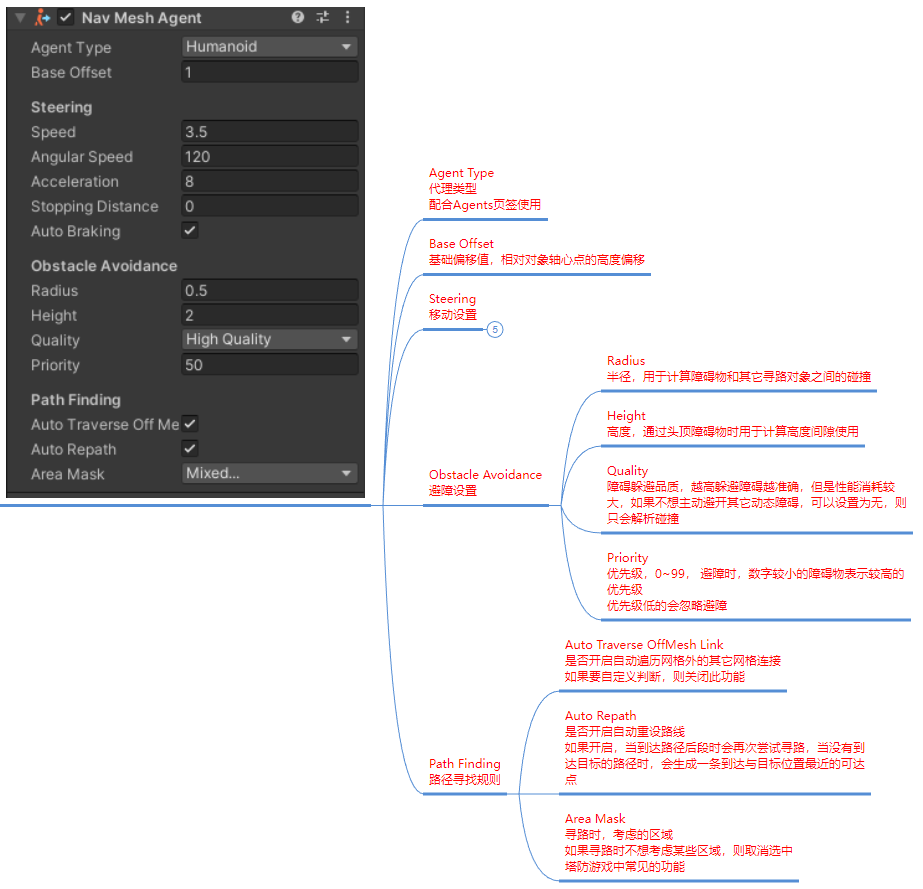 Nav Mesh Agent
Agent Type Humanoid
Base Offset 1
Steering
Speed 3.5
Angular Speed 120
Acceleration 8
Stopping Distance 0
Auto Braking
Obstacle Avoidance
Radius 0.5
Height 2
Quality High Quality
Priority 50
Path Finding
Auto Traverse Off Me
Auto Repath
Area Mask Mixed...
Agent Type
代理类型
配合Agents页签使用
Base Offset
基础偏移值，相对对象轴心点的高度偏移
Steering
移动设置
5
Obstacle Avoidance
避障设置
Radius
半径，用于计算障碍物和其它寻路对象之间的碰撞
Height
高度，通过头顶障碍物时用于计算高度间隙使用
Quality
障碍躲避品质，越高躲避障碍越准确，但是性能消耗较
大，如果不想主动避开其它动态障碍，可以设置为无，则
只会解析碰撞
Priority
优先级，0~99， 避障时，数字较小的障碍物表示较高的
优先级
优先级低的会忽略避障
Path Finding
路径寻找规则
Auto Traverse OffMesh Link
是否开启自动遍历网格外的其它网格连接
如果要自定义判断，则关闭此功能
Auto Repath
是否开启自动重设路线
如果开启，当到达路径后段时会再次尝试寻路，当没有到
达目标的路径时，会生成一条到达与目标位置最近的可达
点
Area Mask
寻路时，考虑的区域
如果寻路时不想考虑某些区域，则取消选中
塔防游戏中常见的功能